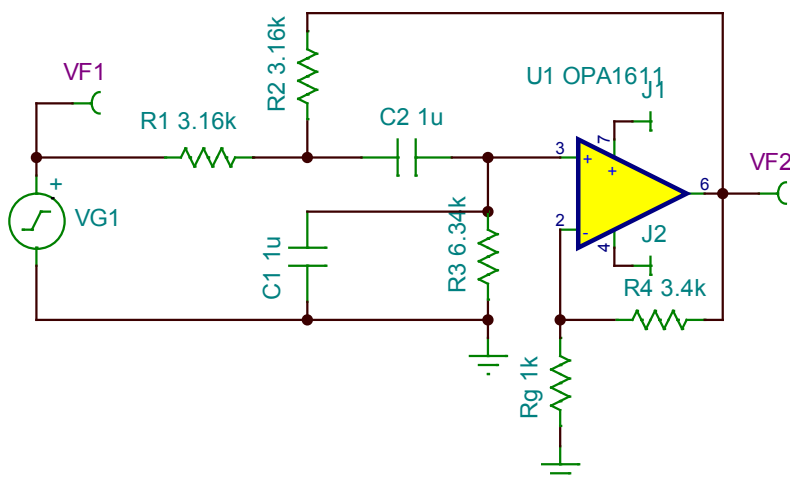 VF1
R1 3.16k
R2 3.16k
C2 1u
U1 OPA1611
J1
VF2
+
VG1
C1 1u
R3 6.34k
3
2
7
6
4
+
+
-
J2
R4 3.4k
Rg 1k